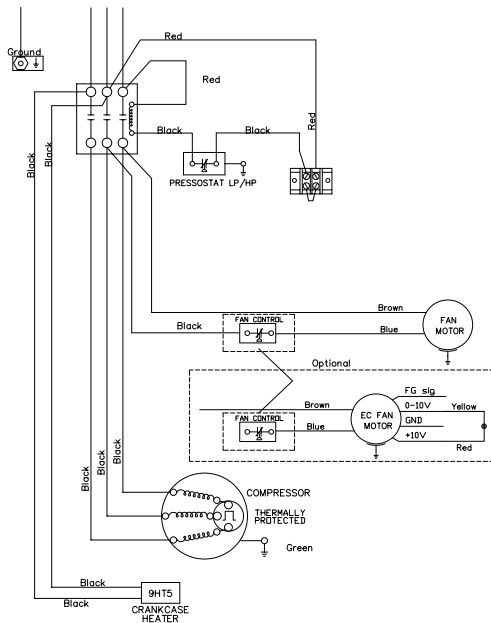 Red
Ground
Red
Black
Black
Red
Black
Black
PRESSOSTAT LP/HP
Brown
FAN CONTROL
Black
Blue
FAN
MOTOR
Optional
FG sig
Brown
0-10V
Yellow
FAN CONTROL
EC FAN
MOTOR
GND
Blue
+10V
Red
Black
Black
Black
COMPRESSOR
THERMALLY
PROTECTED
Green
Black
9HT5
Black
CRANKCASE
HEATER